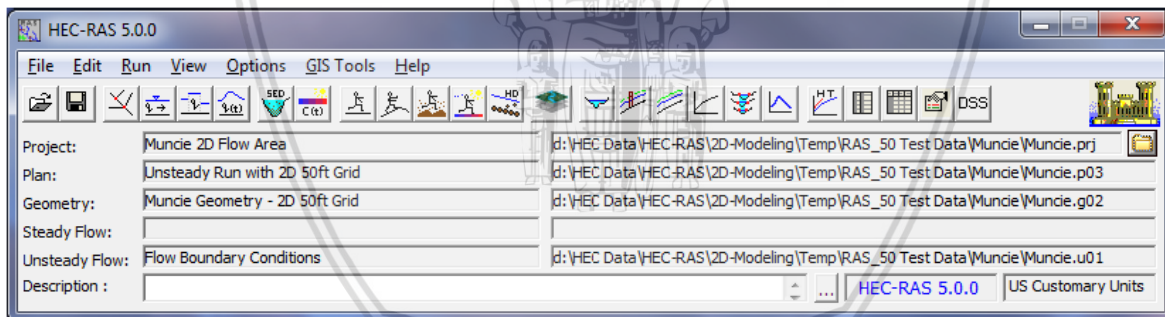 HEC-RAS 5.0.0
File Edit Run View Options GIS Tools Help
SED C(t) HD HT DSS
Project: Muncie 2D Flow Area d:\HEC Data\HEC-RAS\2D-Modeling\Temp\RAS_50 Test Data\Muncie\Muncie.prj
Plan: Unsteady Run with 2D 50ft Grid d:\HEC Data\HEC-RAS\2D-Modeling\Temp\RAS_50 Test Data\Muncie\Muncie.p03
Geometry: Muncie Geometry - 2D 50ft Grid d:\HEC Data\HEC-RAS\2D-Modeling\Temp\RAS_50 Test Data\Muncie\Muncie.g02
Steady Flow:
Unsteady Flow: Flow Boundary Conditions d:\HEC Data\HEC-RAS\2D-Modeling\Temp\RAS_50 Test Data\Muncie\Muncie.u01
Description : ... HEC-RAS 5.0.0 US Customary Units